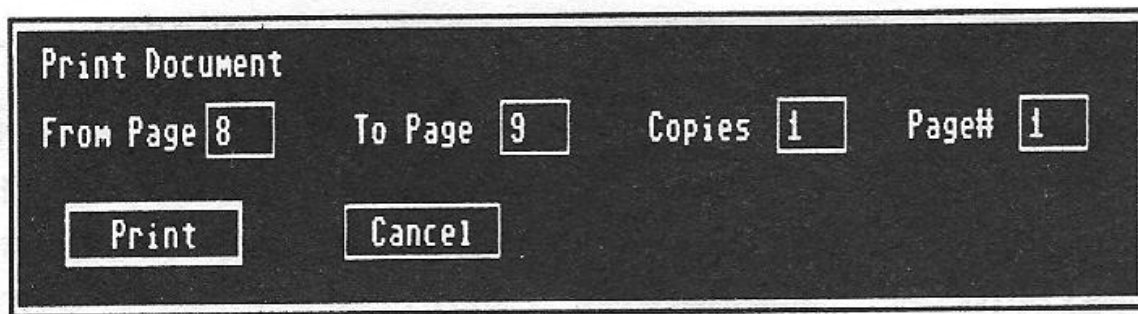 Print Document
From Page 8 To Page 9 Copies 1 Page# 1
Print Cancel